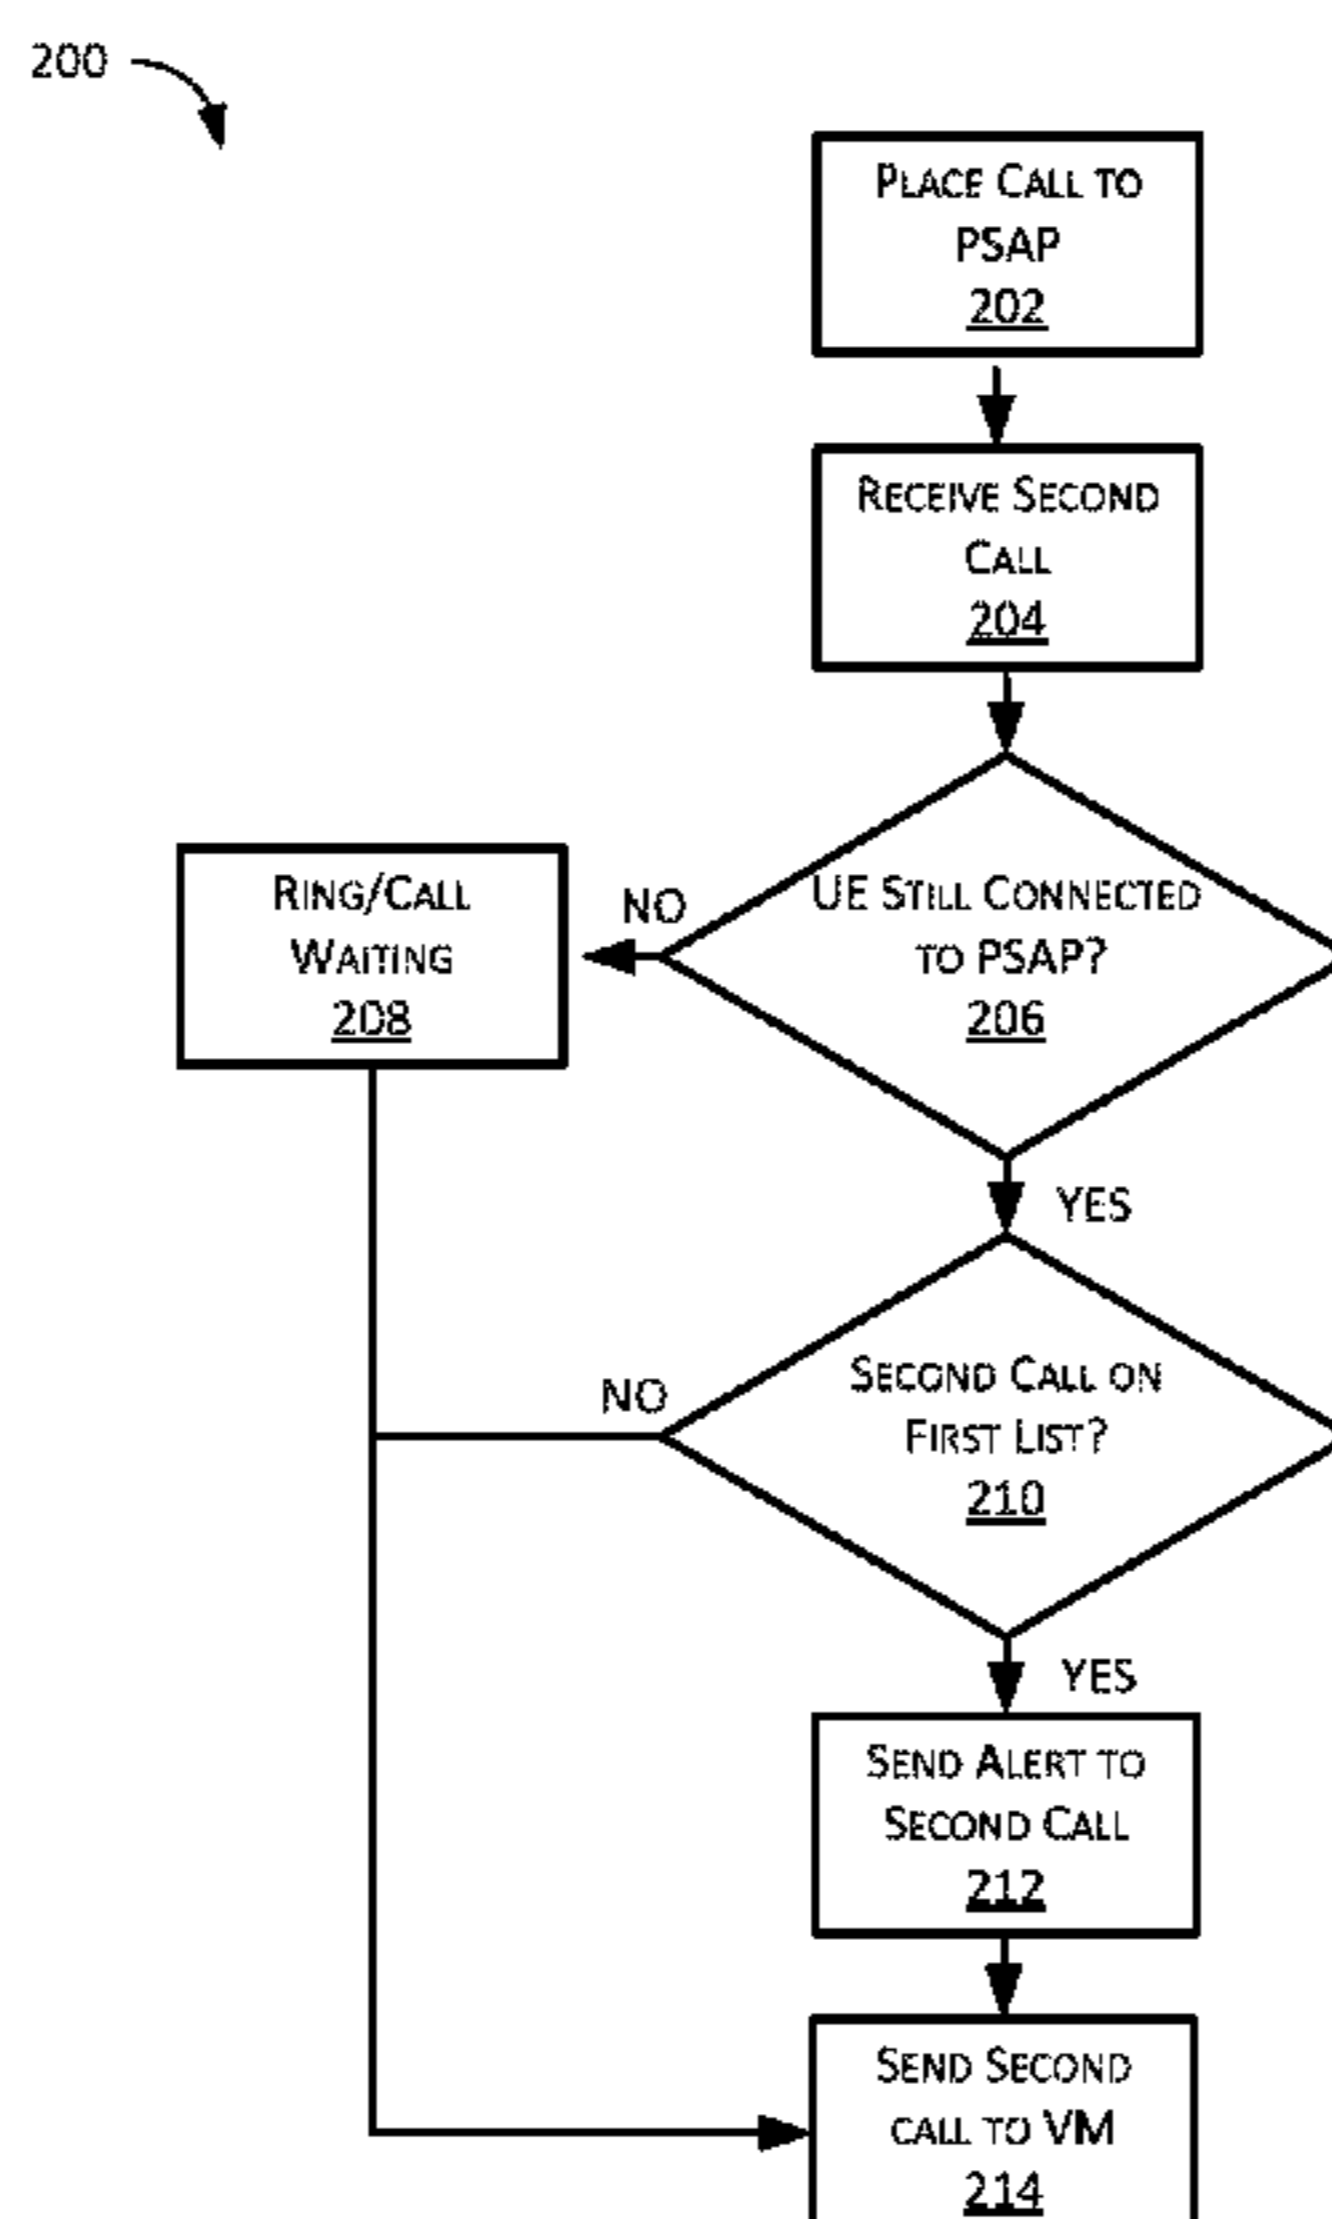 200
PLACE CALL TO
PSAP
202
RECEIVE SECOND
CALL
204
RING/CALL
WAITING
208
NO
UE STILL CONNECTED
TO PSAP?
206
YES
NO
SECOND CALL ON
FIRST LIST?
210
YES
SEND ALERT TO
SECOND CALL
212
SEND SECOND
CALL TO VM
214